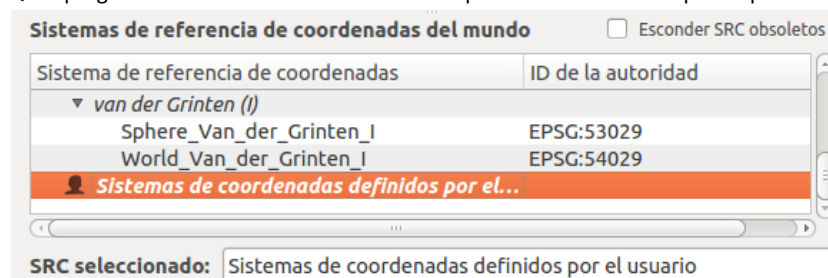 Sistemas de referencia de coordenadas del mundo Esconder SRC obsoletos
Sistema de referencia de coordenadas ID de la autoridad
van der Grinten (I)
Sphere_Van_der_Grinten_I EPSG:53029
World_Van_der_Grinten_I EPSG:54029
Sistemas de coordenadas definidos por el...
SRC seleccionado: Sistemas de coordenadas definidos por el usuario